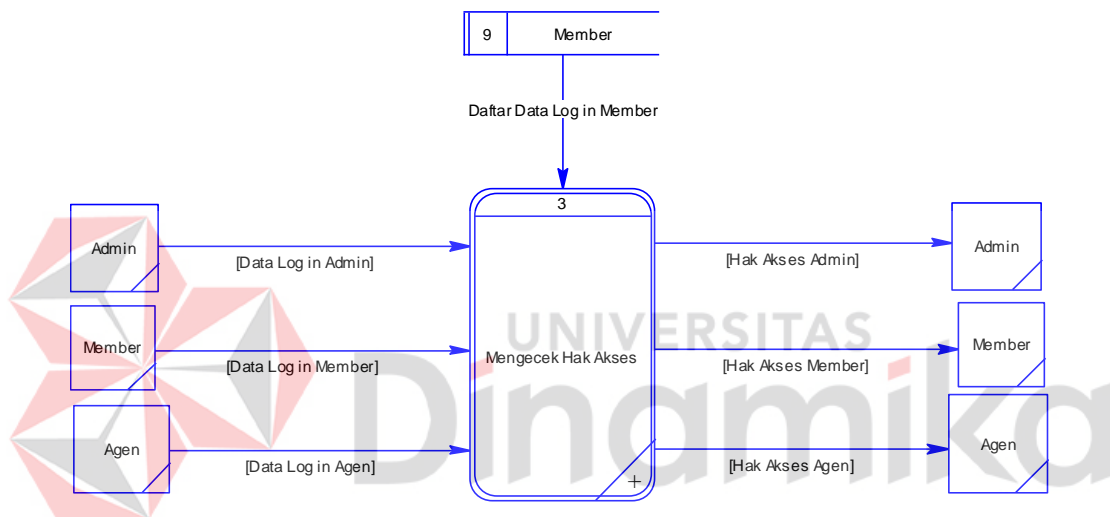 9 Member
Daftar Data Log in Member
3
Admin
[Data Log in Admin]
[Hak Akses Admin]
Admin
UNIVERSITAS
Dinamika
Member
[Data Log in Member]
Mengecek Hak Akses
[Hak Akses Member]
Member
Agen
[Data Log in Agen]
[Hak Akses Agen]
Agen
+